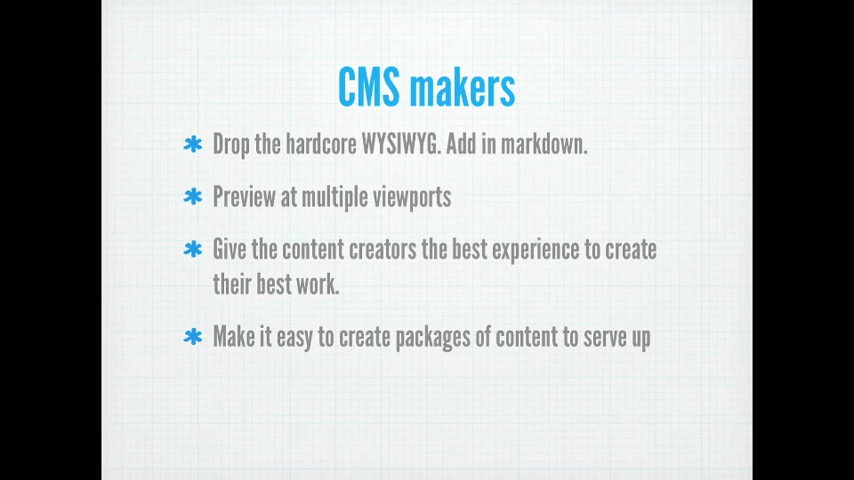 CMS makers
Drop the hardcore WYSIWYG. Add in markdown.
Preview at multiple viewports
Give the content creators the best experience to create
their best work.
Make it easy to create packages of content to serve up